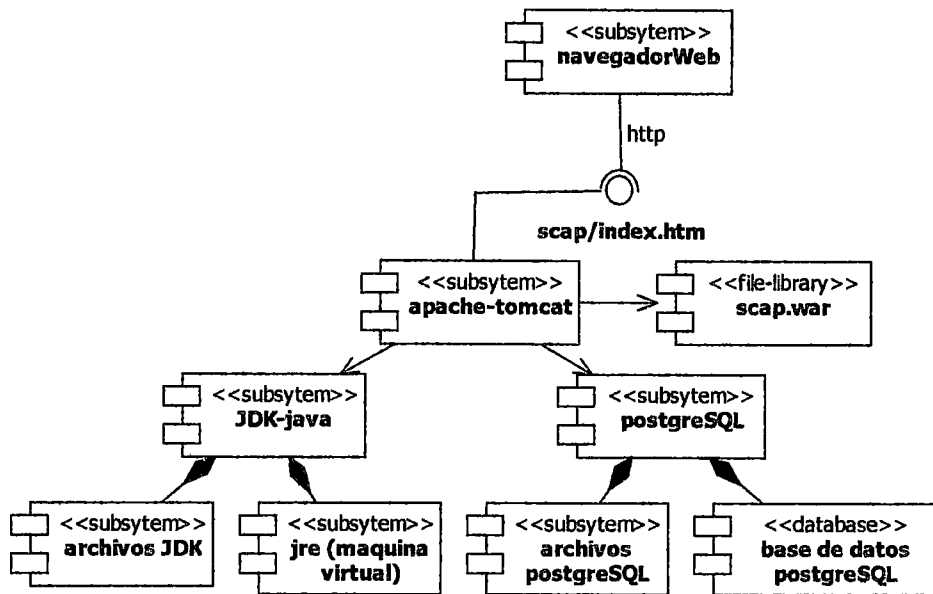 <<subsytem>>
navegadorWeb
http
scap/index.htm
<<subsytem>>
apache-tomcat
<<file-library>>
scap.war
<<subsytem>>
JDK-java
<<subsytem>>
postgreSQL
<<subsytem>>
archivos JDK
<<subsytem>>
jre (maquina
virtual)
<<subsytem>>
archivos
postgreSQL
<<database>>
base de datos
postgreSQL